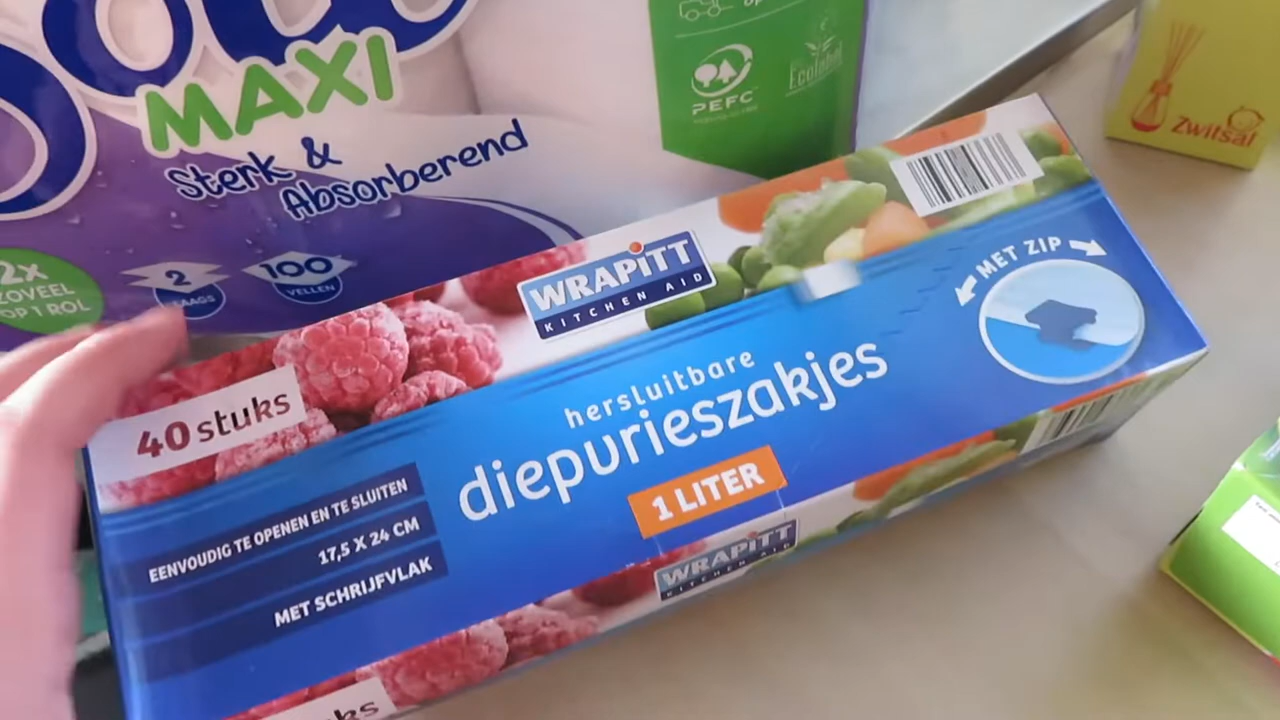 MAXI
Sterk &
Absorberend
2x
ZOVEEL
OP 1 ROL
2
LAAGS
100
VELLEN
PEFC
Ecolabel
Zwitsal
WRAPITT
KITCHEN AID
MET ZIP
40 stuks
hersluitbare
diepvrieszakjes
1 LITER
EENVOUDIG TE OPENEN EN TE SLUITEN
17,5 X 24 CM
MET SCHRIJFVLAK
WRAPITT
KITCHEN AID